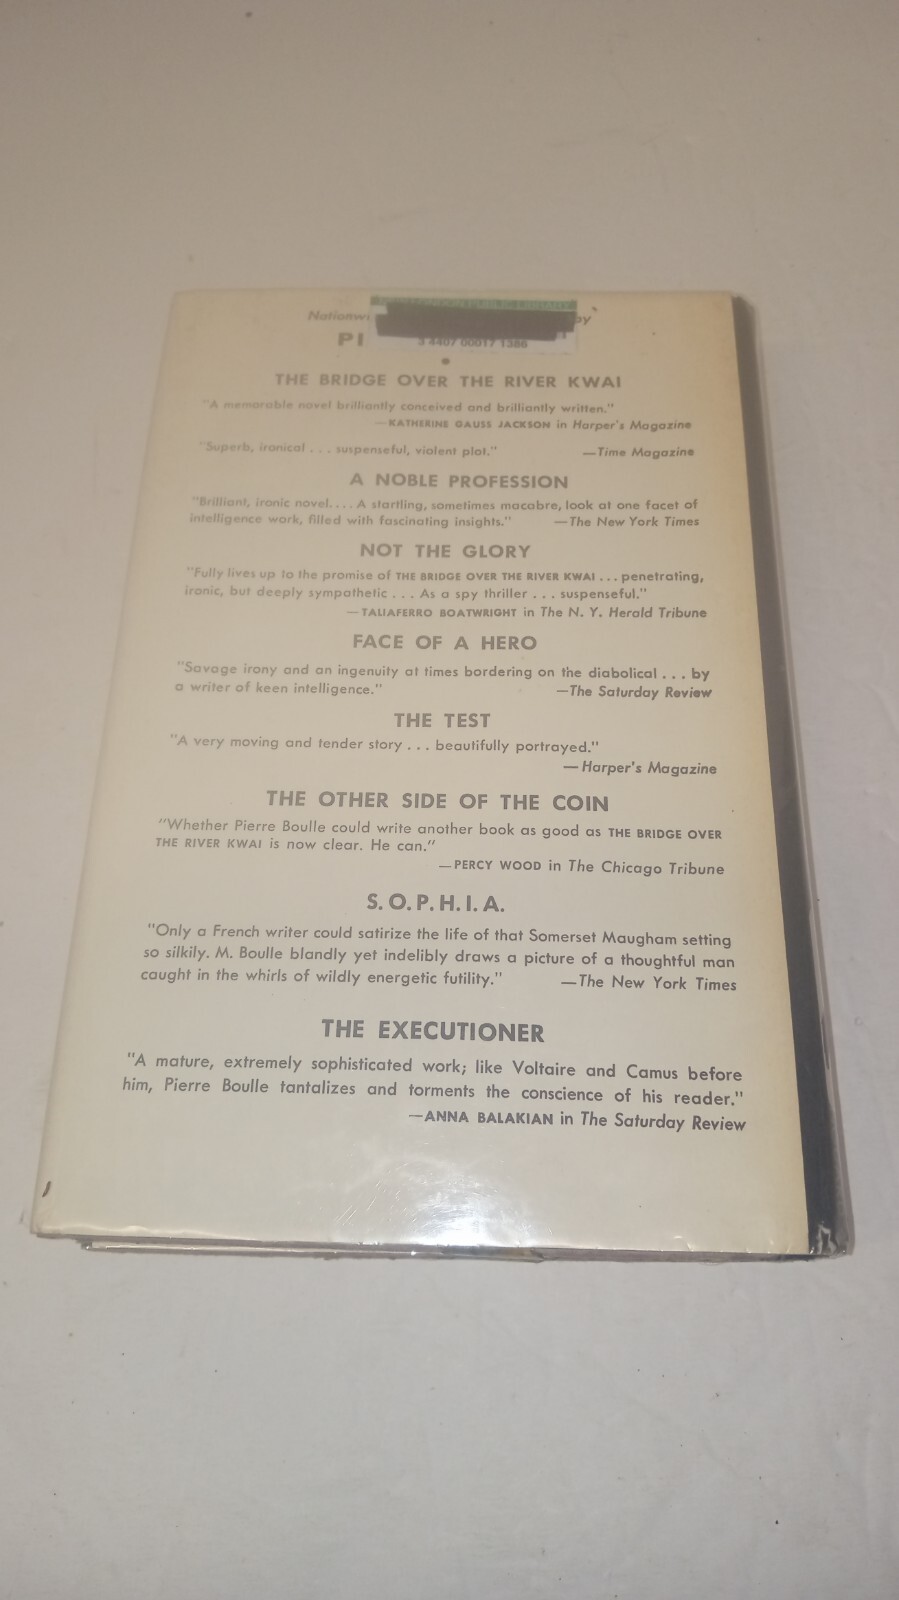 NEW LONDON PUBLIC LIBRARY
by
PI
3 4407 00017 1386
THE BRIDGE OVER THE RIVER KWAI
"A memorable novel brilliantly conceived and brilliantly written."
—KATHERINE GAUSS JACKSON in Harper's Magazine
"Superb, ironical . . . suspenseful, violent plot." —Time Magazine
A NOBLE PROFESSION
"Brilliant, ironic novel. . . . A startling, sometimes macabre, look at one facet of
intelligence work, filled with fascinating insights." —The New York Times
NOT THE GLORY
"Fully lives up to the promise of THE BRIDGE OVER THE RIVER KWAI . . . penetrating,
ironic, but deeply sympathetic . . . As a spy thriller . . . suspenseful."
—TALIAFERRO BOATWRIGHT in The N. Y. Herald Tribune
FACE OF A HERO
"Savage irony and an ingenuity at times bordering on the diabolical . . . by
a writer of keen intelligence." —The Saturday Review
THE TEST
"A very moving and tender story . . . beautifully portrayed."
—Harper's Magazine
THE OTHER SIDE OF THE COIN
"Whether Pierre Boulle could write another book as good as THE BRIDGE OVER
THE RIVER KWAI is now clear. He can."
—PERCY WOOD in The Chicago Tribune
S. O. P. H. I. A.
"Only a French writer could satirize the life of that Somerset Maugham setting
so silkily. M. Boulle blandly yet indelibly draws a picture of a thoughtful man
caught in the whirls of wildly energetic futility." —The New York Times
THE EXECUTIONER
"A mature, extremely sophisticated work; like Voltaire and Camus before
him, Pierre Boulle tantalizes and torments the conscience of his reader."
—ANNA BALAKIAN in The Saturday Review